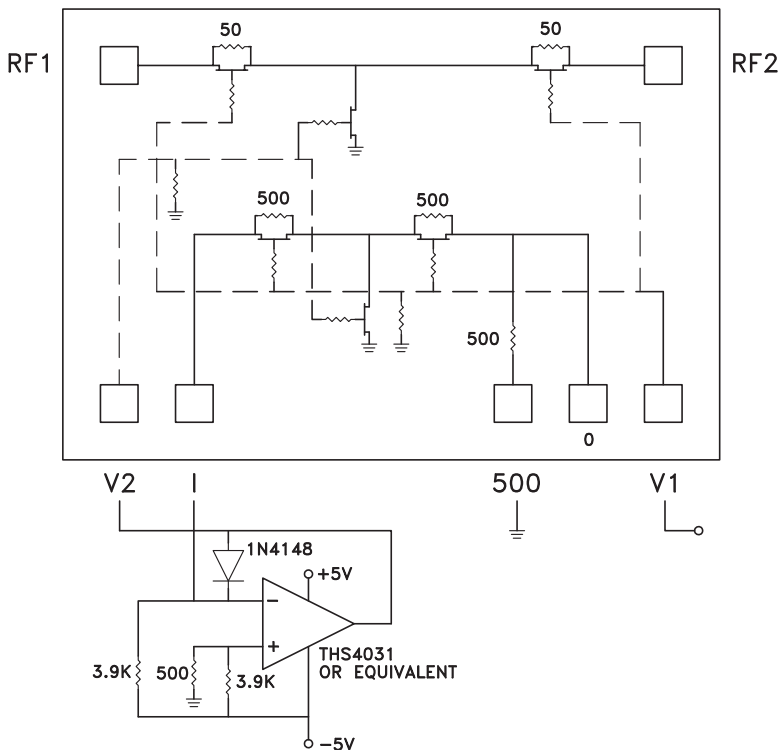 50
50
RF1
RF2
500
500
500
0
V2
I
500
V1
1N4148
+5V
−
+
THS4031
OR EQUIVALENT
3.9K
500
3.9K
−5V